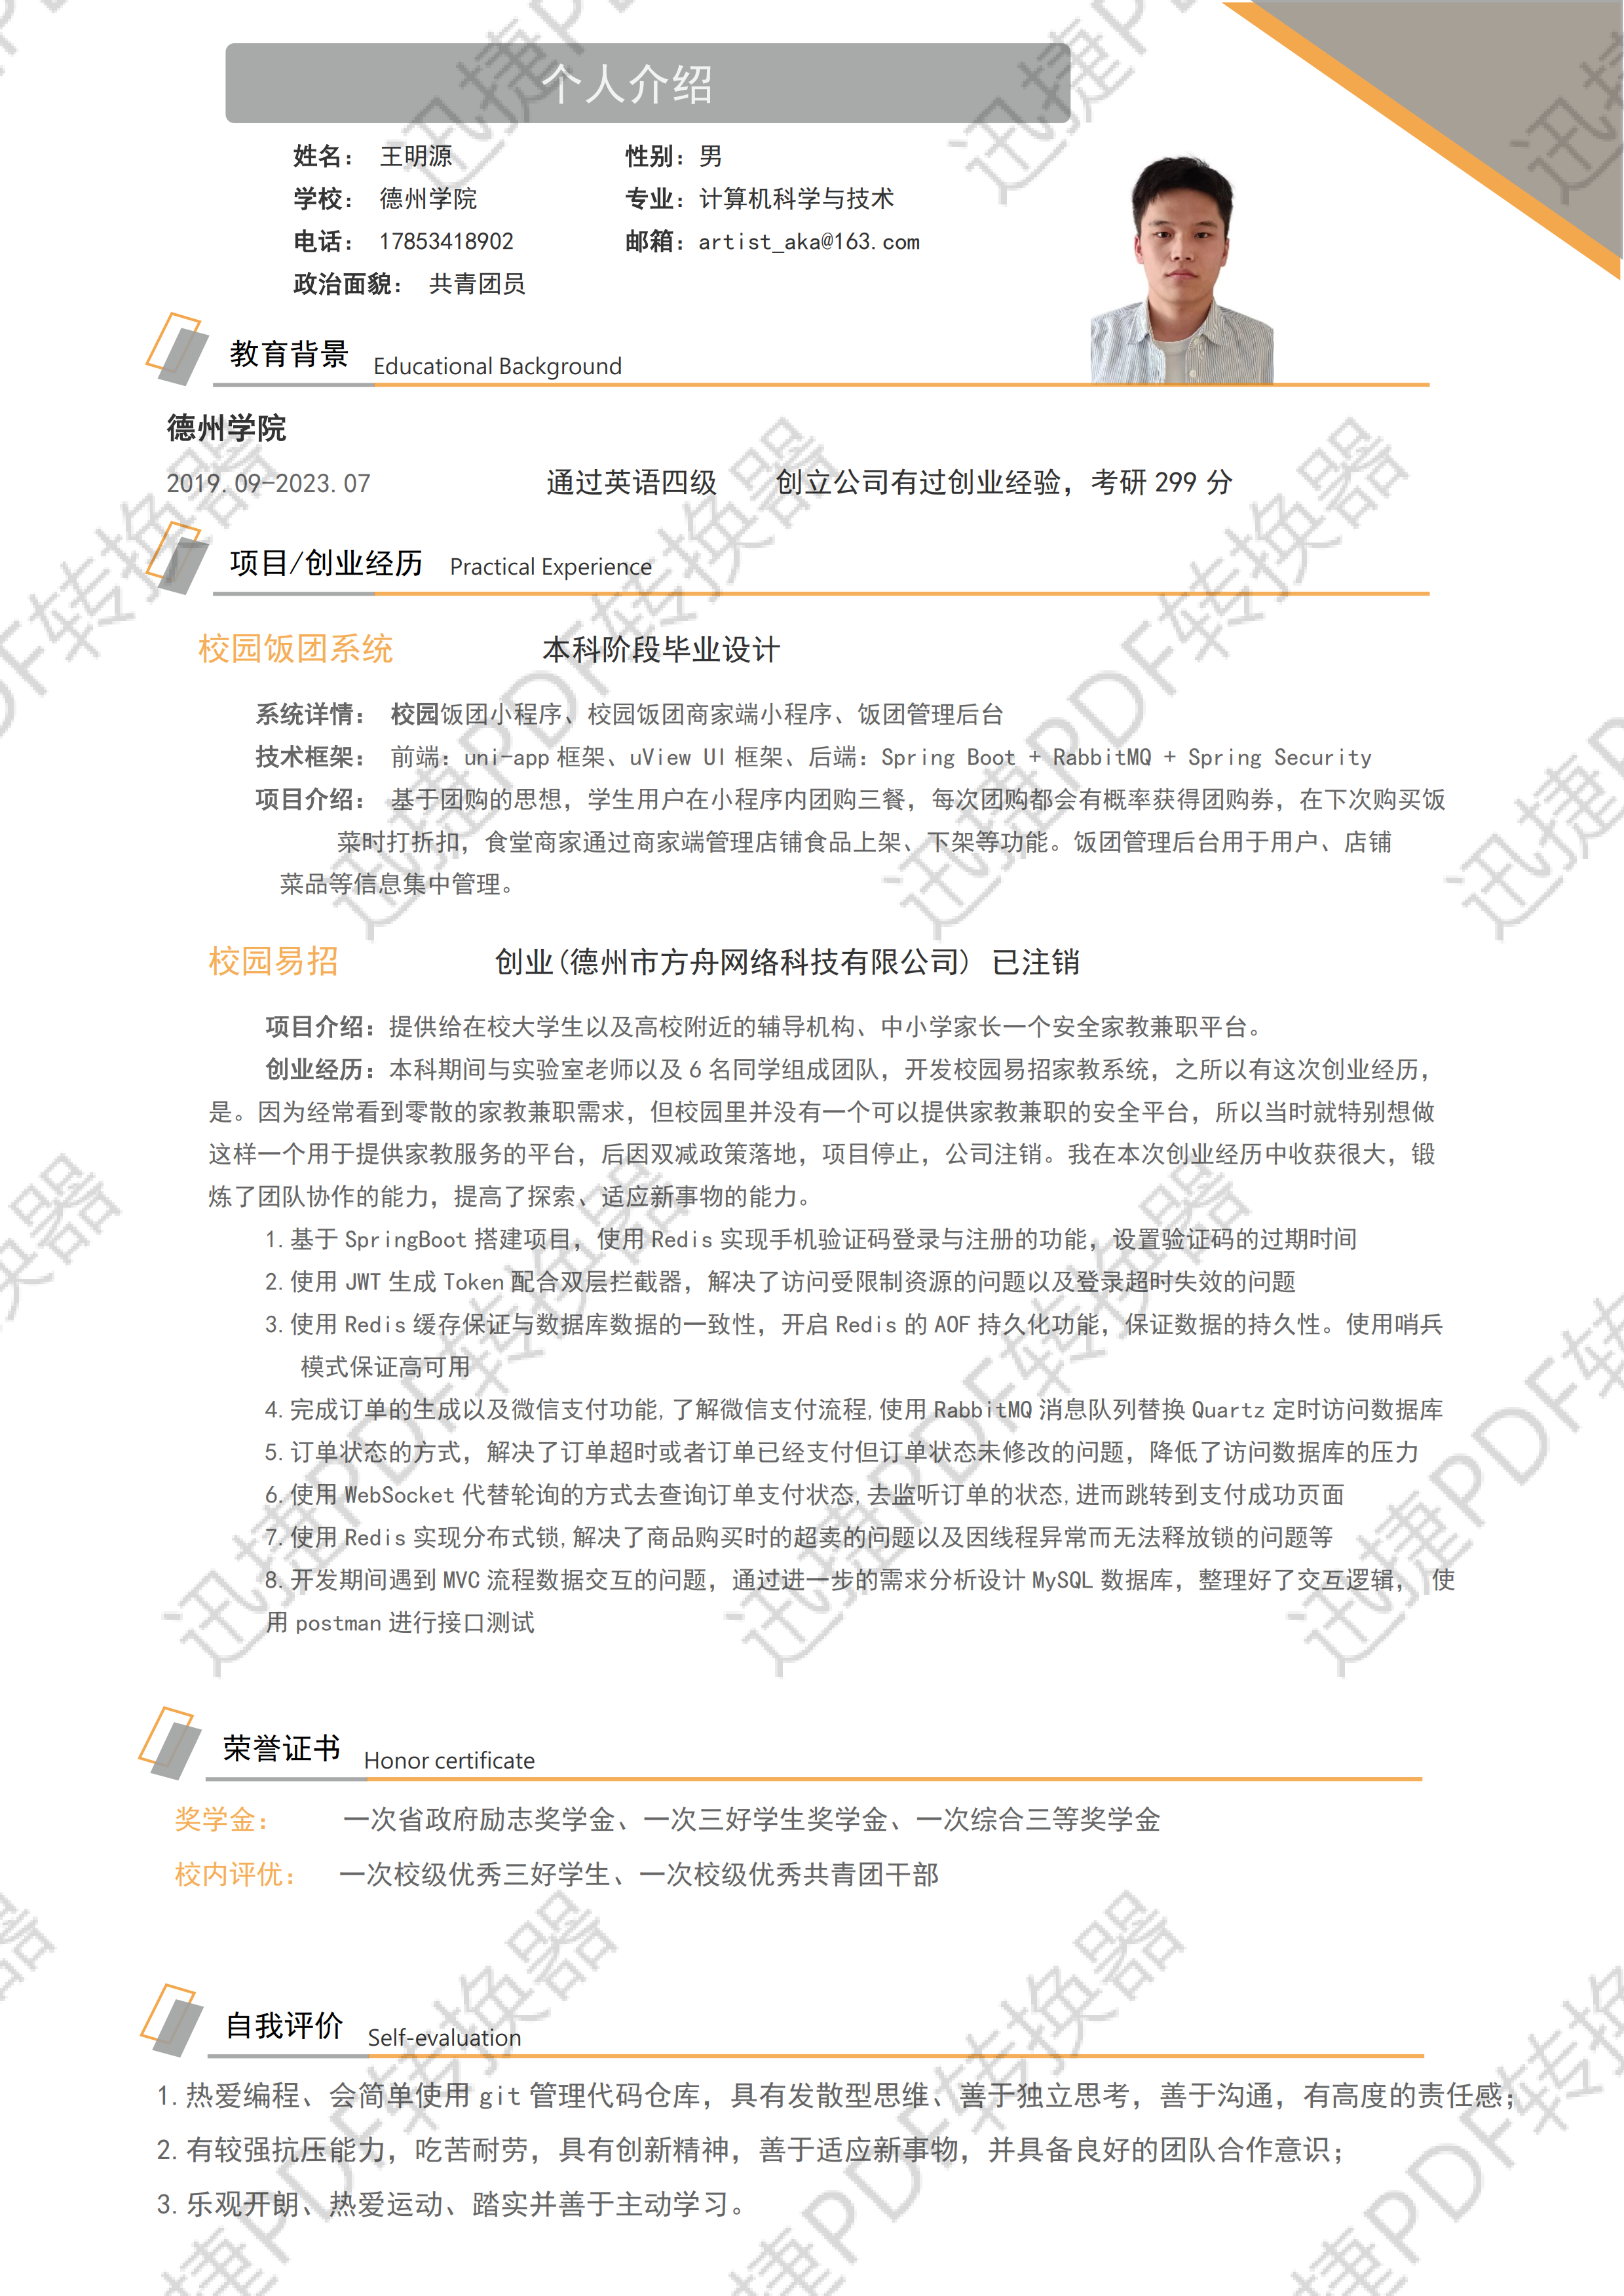 个人介绍
姓名： 王明源 性别：男
学校： 德州学院 专业：计算机科学与技术
电话： 17853418902 邮箱：artist_aka@163.com
政治面貌： 共青团员
教育背景 Educational Background
德州学院
2019.09-2023.07 通过英语四级 创立公司有过创业经验，考研 299 分
项目/创业经历 Practical Experience
校园饭团系统 本科阶段毕业设计
系统详情： 校园饭团小程序、校园饭团商家端小程序、饭团管理后台
技术框架： 前端：uni-app 框架、uView UI 框架、后端：Spring Boot + RabbitMQ + Spring Security
项目介绍： 基于团购的思想，学生用户在小程序内团购三餐，每次团购都会有概率获得团购券，在下次购买饭
菜时打折扣，食堂商家通过商家端管理店铺食品上架、下架等功能。饭团管理后台用于用户、店铺
菜品等信息集中管理。
校园易招 创业(德州市方舟网络科技有限公司) 已注销
项目介绍：提供给在校大学生以及高校附近的辅导机构、中小学家长一个安全家教兼职平台。
创业经历：本科期间与实验室老师以及 6 名同学组成团队，开发校园易招家教系统，之所以有这次创业经历，
是。因为经常看到零散的家教兼职需求，但校园里并没有一个可以提供家教兼职的安全平台，所以当时就特别想做
这样一个用于提供家教服务的平台，后因双减政策落地，项目停止，公司注销。我在本次创业经历中收获很大，锻
炼了团队协作的能力，提高了探索、适应新事物的能力。
1.基于 SpringBoot 搭建项目，使用 Redis 实现手机验证码登录与注册的功能，设置验证码的过期时间
2.使用 JWT 生成 Token 配合双层拦截器，解决了访问受限制资源的问题以及登录超时失效的问题
3.使用 Redis 缓存保证与数据库数据的一致性，开启 Redis 的 AOF 持久化功能，保证数据的持久性。使用哨兵
模式保证高可用
4.完成订单的生成以及微信支付功能,了解微信支付流程,使用 RabbitMQ 消息队列替换 Quartz 定时访问数据库
5.订单状态的方式，解决了订单超时或者订单已经支付但订单状态未修改的问题，降低了访问数据库的压力
6.使用 WebSocket 代替轮询的方式去查询订单支付状态,去监听订单的状态,进而跳转到支付成功页面
7.使用 Redis 实现分布式锁,解决了商品购买时的超卖的问题以及因线程异常而无法释放锁的问题等
8.开发期间遇到 MVC 流程数据交互的问题，通过进一步的需求分析设计 MySQL 数据库，整理好了交互逻辑， 使
用 postman 进行接口测试
荣誉证书 Honor certificate
奖学金： 一次省政府励志奖学金、一次三好学生奖学金、一次综合三等奖学金
校内评优： 一次校级优秀三好学生、一次校级优秀共青团干部
自我评价 Self-evaluation
1.热爱编程、会简单使用 git 管理代码仓库，具有发散型思维、善于独立思考，善于沟通，有高度的责任感；
2.有较强抗压能力，吃苦耐劳，具有创新精神，善于适应新事物，并具备良好的团队合作意识；
3.乐观开朗、热爱运动、踏实并善于主动学习。
迅捷PDF转换器